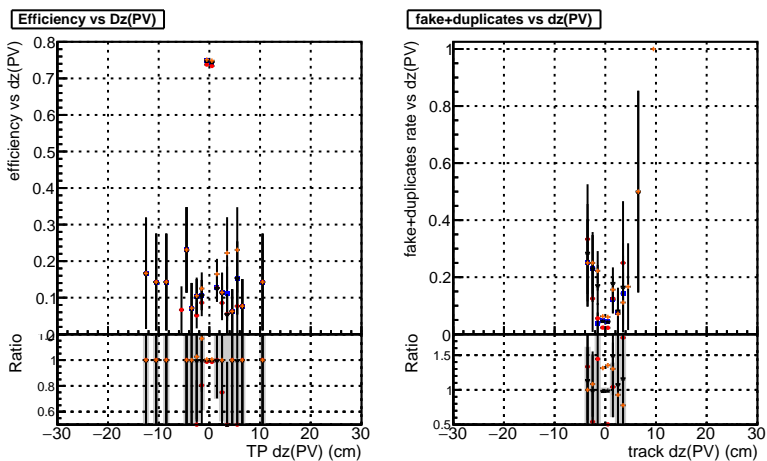 Efficiency vs Dz(PV)
efficiency vs dz(PV)
0.8
0.7
0.6
0.5
0.4
0.3
0.2
0.1
0
Ratio
1
0.8
0.6
−30 −20 −10 0 10 20 30
TP dz(PV) (cm)
fake+duplicates vs dz(PV)
fake+duplicates rate vs dz(PV)
1
0.8
0.6
0.4
0.2
0
Ratio
1.5
1
0.5
−30 −20 −10 0 10 20 30
track dz(PV) (cm)